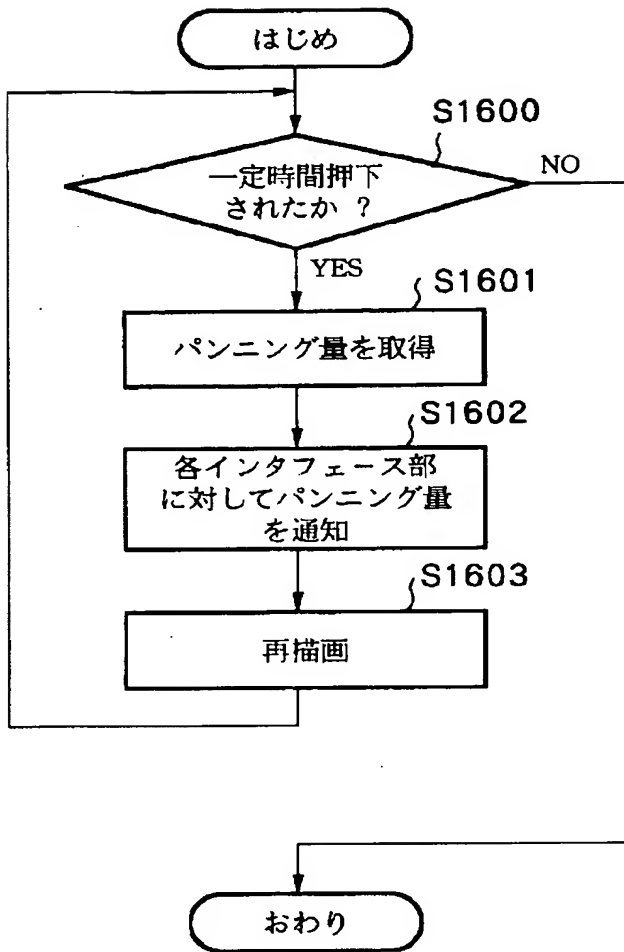 はじめ
S1600
一定時間押下
されたか ?
NO
YES
S1601
パンニング量を取得
S1602
各インタフェース部
に対してパンニング量
を通知
S1603
再描画
おわり